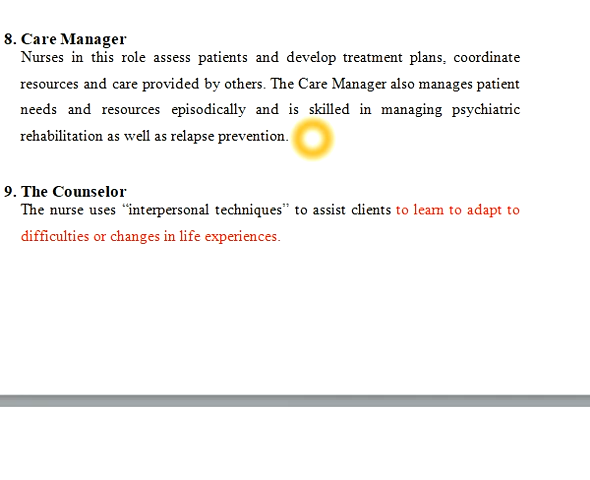 8. Care Manager
Nurses in this role assess patients and develop treatment plans, coordinate
resources and care provided by others. The Care Manager also manages patient
needs and resources episodically and is skilled in managing psychiatric
rehabilitation as well as relapse prevention.
9. The Counselor
The nurse uses “interpersonal techniques” to assist clients to learn to adapt to
difficulties or changes in life experiences.